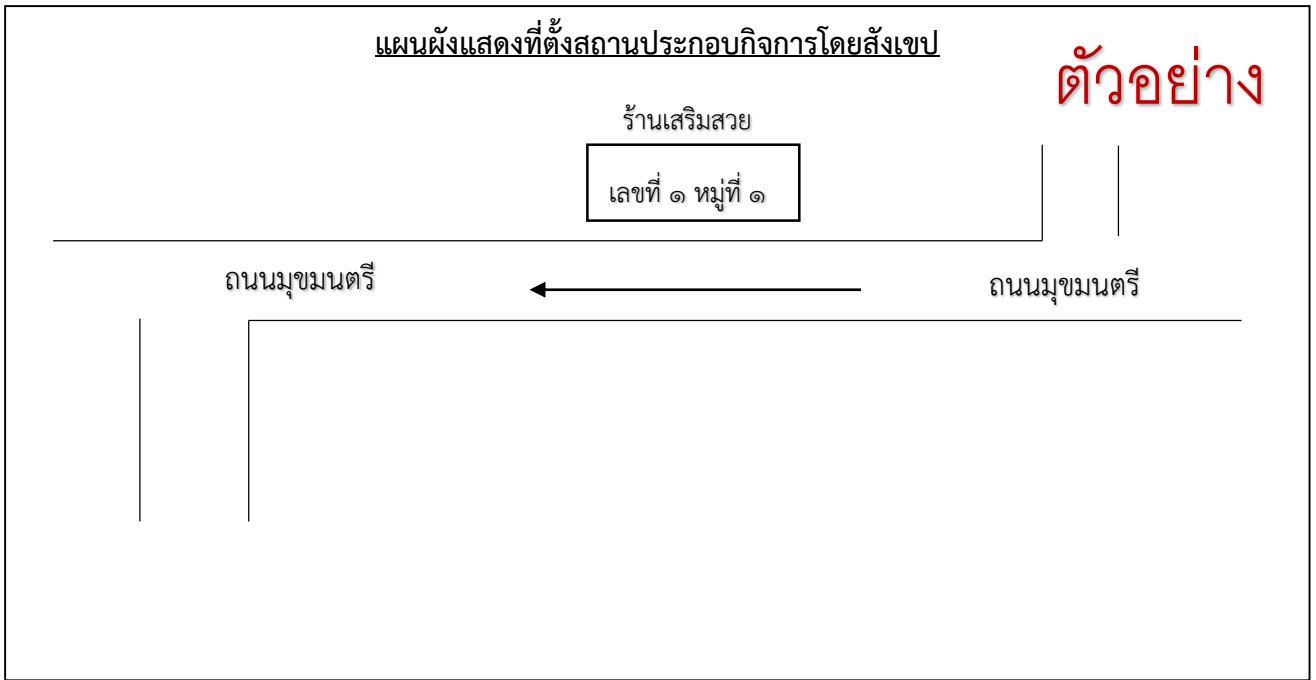 แผนผังแสดงที่ตั้งสถานประกอบกิจการโดยสังเขป
ตัวอย่าง
ร้านเสริมสวย
เลขที่ ๑ หมู่ที่ ๑
ถนนมุขมนตรี
ถนนมุขมนตรี